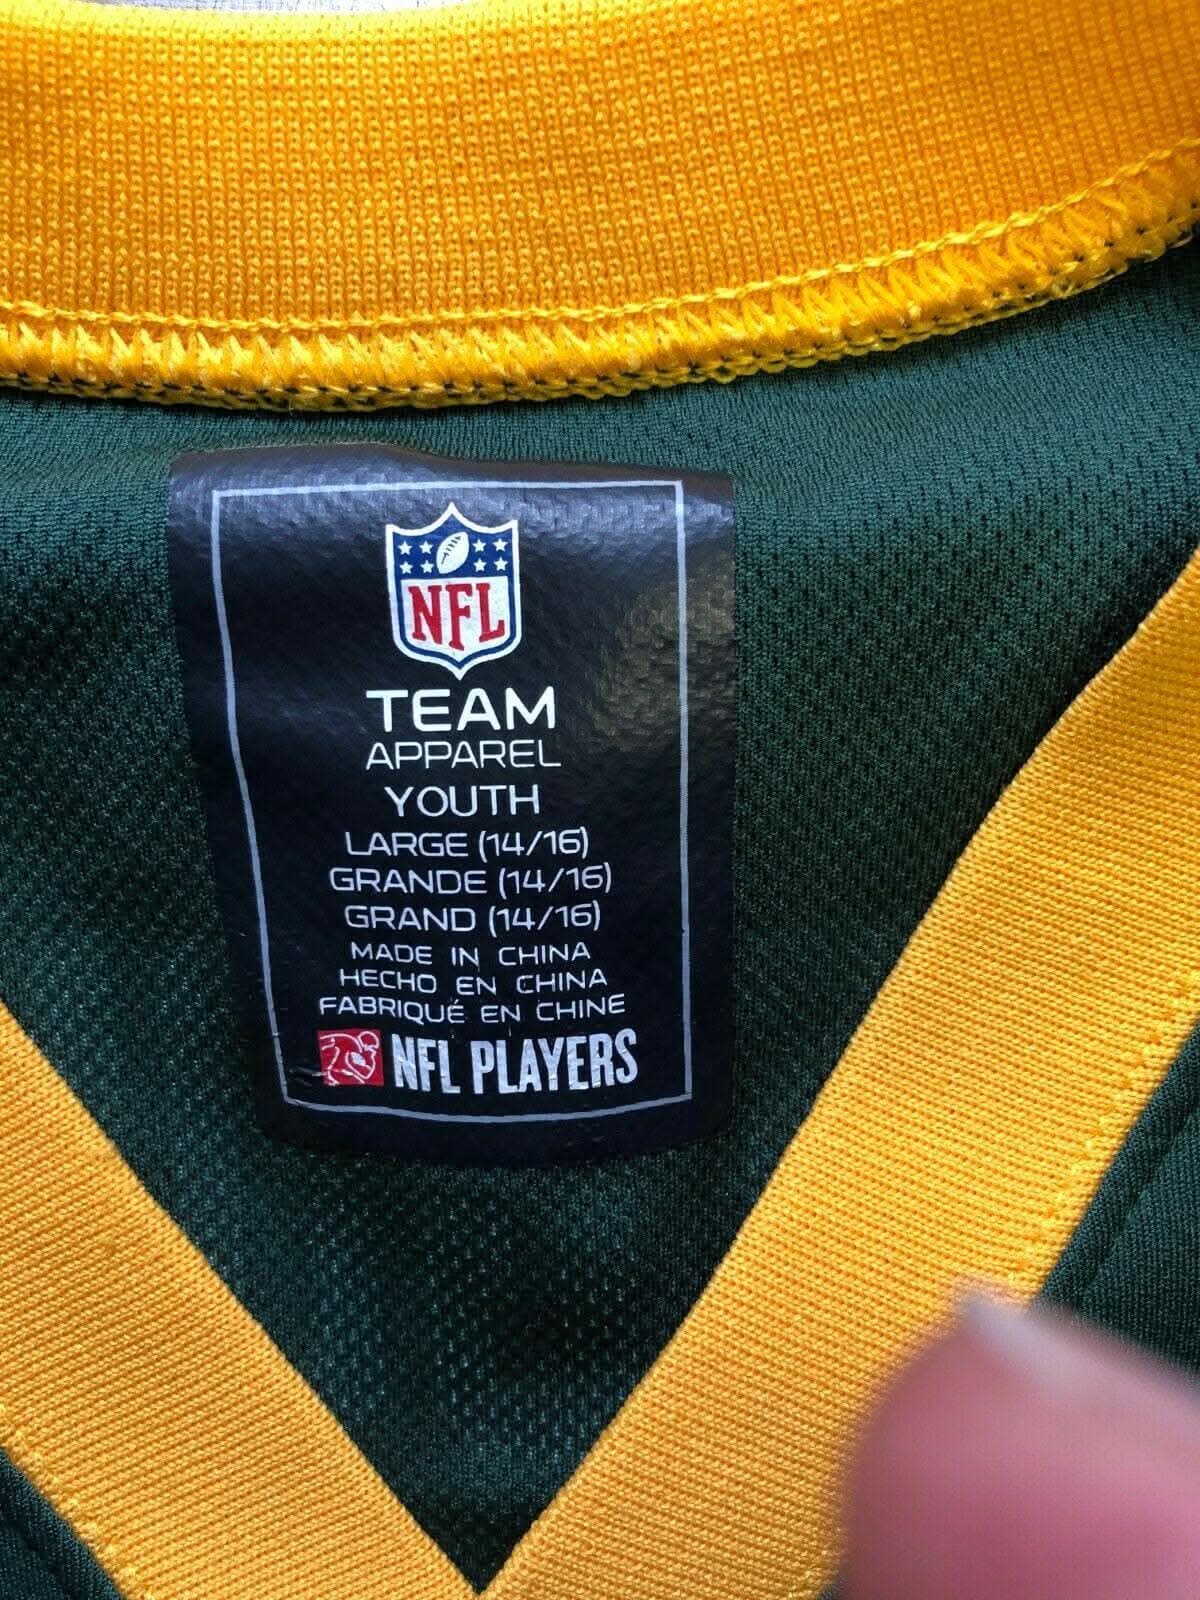 NFL
TEAM
APPAREL
YOUTH
LARGE (14/16)
GRANDE (14/16)
GRAND (14/16)
MADE IN CHINA
HECHO EN CHINA
FABRIQUÉ EN CHINE
NFL PLAYERS